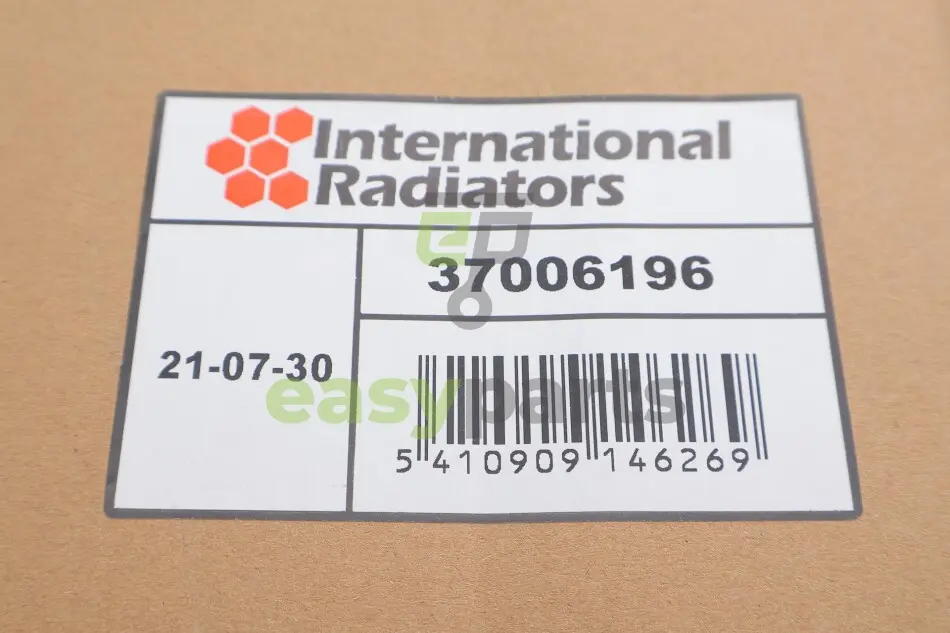 International
Radiators
37006196
21-07-30
easyparts
5 410909 146269